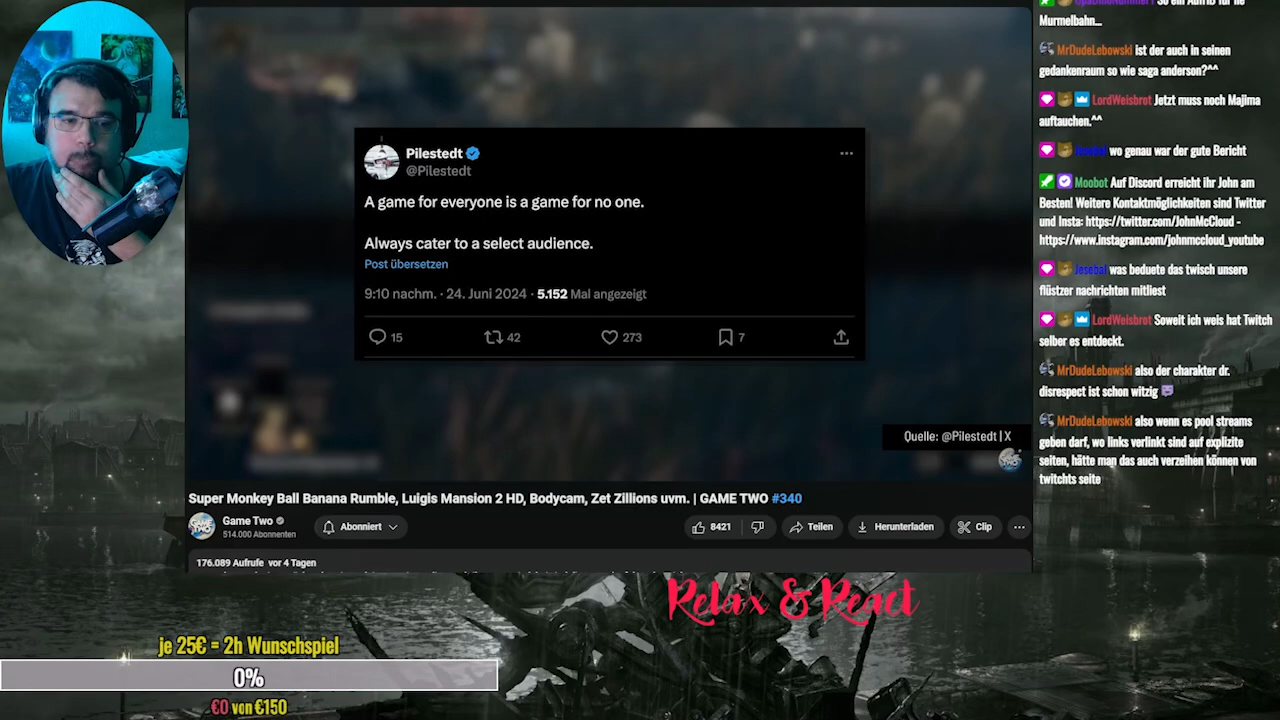 Pilestedt
@Pilestedt
A game for everyone is a game for no one.
Always cater to a select audience.
Post übersetzen
9:10 nachm. · 24. Juni 2024 · 5.152 Mal angezeigt
15
42
273
7
Quelle: @Pilestedt | X
GAME TWO
Super Monkey Ball Banana Rumble, Luigis Mansion 2 HD, Bodycam, Zet Zillions uvm. | GAME TWO #340
GAME TWO
Game Two
514.000 Abonnenten
Abonniert
8421
Teilen
Herunterladen
Clip
176.089 Aufrufe vor 4 Tagen
Relax & React
je 25€ = 2h Wunschspiel
0%
€0 von €150
Murmelbahn...
MrDudeLebowski ist der auch in seinen
gedankenraum so wie saga anderson?^^
LordWeisbrot Jetzt muss noch Majima
auftauchen.^^
Jesebal wo genau war der gute Bericht
Moobot Auf Discord erreicht ihr John am
Besten! Weitere Kontaktmöglichkeiten sind Twitter
und Insta: https://twitter.com/JohnMcCloud -
https://www.instagram.com/johnmccloud_youtube
Jesebal was beduete das twisch unsere
flüstzer nachrichten mitliest
LordWeisbrot Soweit ich weis hat Twitch
selber es entdeckt.
MrDudeLebowski also der charakter dr.
disrespect ist schon witzig
MrDudeLebowski also wenn es pool streams
geben darf, wo links verlinkt sind auf explizite
seiten, hätte man das auch verzeihen können von
twitchts seite